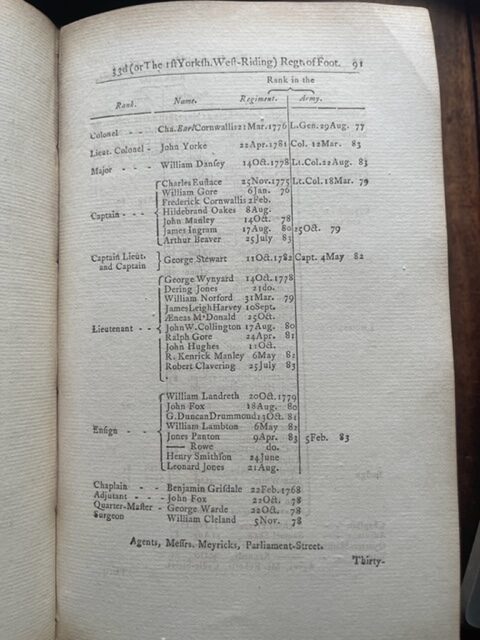 33d (or The 1st Yorksh. West-Riding) Regt. of Foot. 91
Rank in the
Rank. Name. Regiment. Army.
Colonel - - Cha. Earl Cornwallis 21 Mar. 1776 L. Gen. 29 Aug. 77
Lieut. Colonel - John Yorke 22 Apr. 1781 Col. 12 Mar. 83
Major - - William Dansey 14 Oct. 1778 Lt. Col. 22 Aug. 83
Charles Eustace 25 Nov. 1775 Lt. Col. 18 Mar. 79
William Gore 6 Jan. 76
Frederick Cornwallis 2 Feb.
Hildebrand Oakes 8 Aug.
Captain - - - John Manley 14 Oct. 78
James Ingram 17 Aug. 80 25 Oct. 79
Arthur Beaver 25 July 83
Captain Lieut. and Captain George Stewart 11 Oct. 1782 Capt. 4 May 82
George Wynyard 14 Oct. 1778
Dering Jones 21 do.
William Norford 31 Mar. 79
James Leigh Harvey 10 Sept.
Æneas McDonald 25 Oct.
Lieutenant - - John W. Collington 17 Aug. 80
Ralph Gore 24 Apr. 81
John Hughes 11 Oct.
R. Kenrick Manley 6 May 82
Robert Clavering 25 July 83
William Landreth 20 Oct. 1779
John Fox 18 Aug. 80
G. Duncan Drummond 13 Oct. 81
William Lambton 6 May 82
Ensign - - - Jones Panton 9 Apr. 83 5 Feb. 83
—— Rowe do.
Henry Smithson 24 June
Leonard Jones 21 Aug.
Chaplain - - Benjamin Grisdale 22 Feb. 1768
Adjutant - - - John Fox 22 Oct. 78
Quarter-Master - George Warde 22 Oct. 78
Surgeon William Cleland 5 Nov. 78
Agents, Messrs. Meyricks, Parliament-Street.
Thirty-